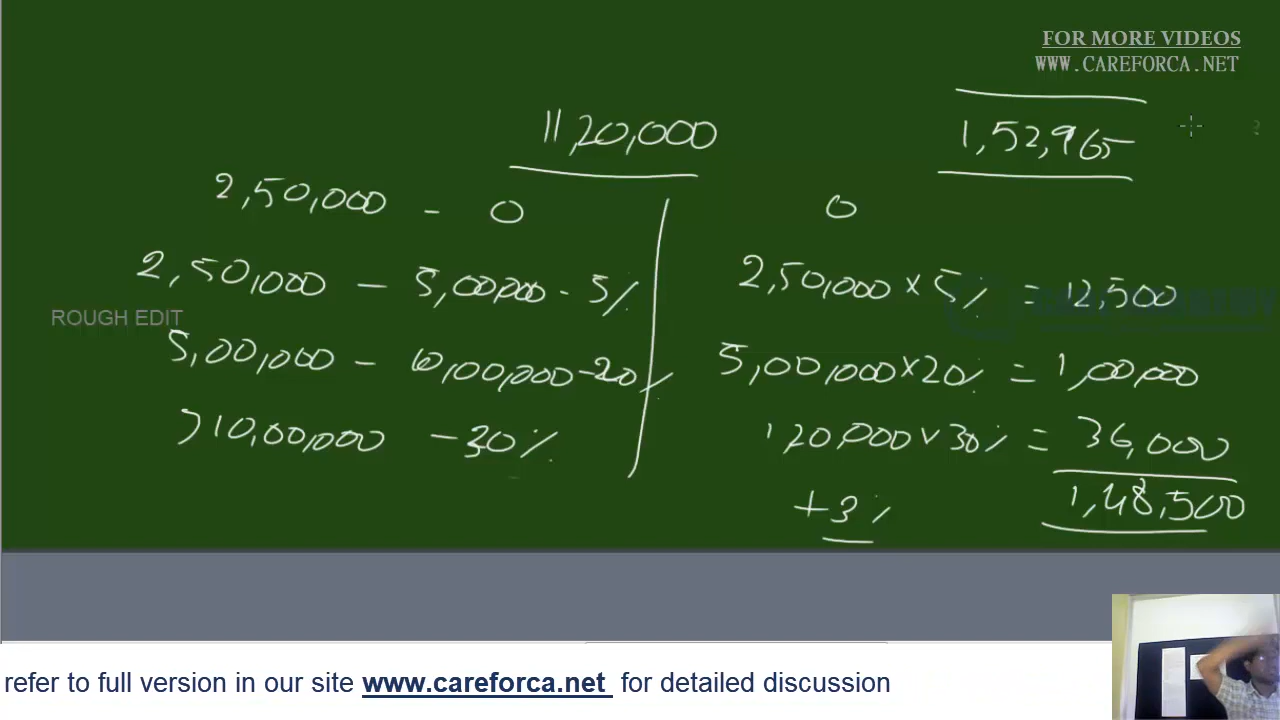 FOR MORE VIDEOS
WWW.CAREFORCA.NET
11,20,000
1,52,965
2,50,000 - 0
0
2,50,000 - 5,00,000 - 5%
2,50,000 × 5% = 12,500
ROUGH EDIT
5,00,000 - 10,00,000 - 20%
5,00,000 × 20% = 1,00,000
>10,00,000 - 30%
1,20,000 × 30% = 36,000
+3%
1,48,500
refer to full version in our site www.careforca.net for detailed discussion